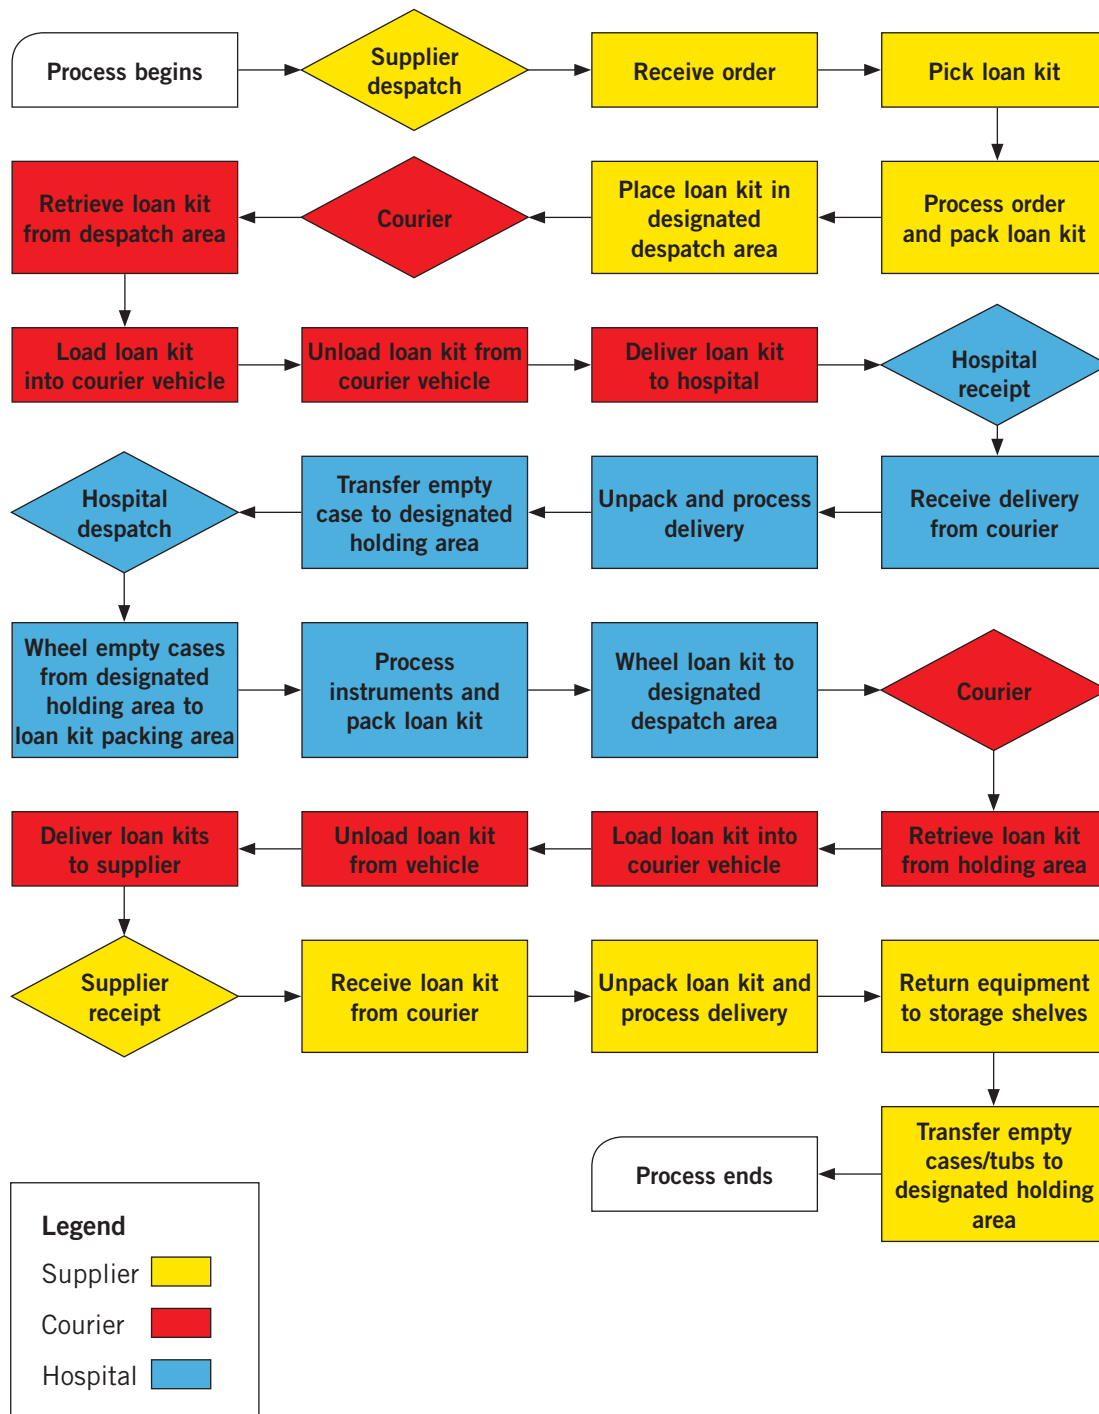 Process begins
Supplier
despatch
Receive order
Pick loan kit
Process order
and pack loan kit
Place loan kit in
designated
despatch area
Courier
Retrieve loan kit
from despatch area
Load loan kit
into courier vehicle
Unload loan kit from
courier vehicle
Deliver loan kit
to hospital
Hospital
receipt
Receive delivery
from courier
Unpack and process
delivery
Transfer empty
case to designated
holding area
Hospital
despatch
Wheel empty cases
from designated
holding area to
loan kit packing area
Process
instruments and
pack loan kit
Wheel loan kit to
designated
despatch area
Courier
Retrieve loan kit
from holding area
Load loan kit into
courier vehicle
Unload loan kit
from vehicle
Deliver loan kits
to supplier
Supplier
receipt
Receive loan kit
from courier
Unpack loan kit and
process delivery
Return equipment
to storage shelves
Transfer empty
cases/tubs to
designated holding
area
Process ends
Legend
Supplier
Courier
Hospital